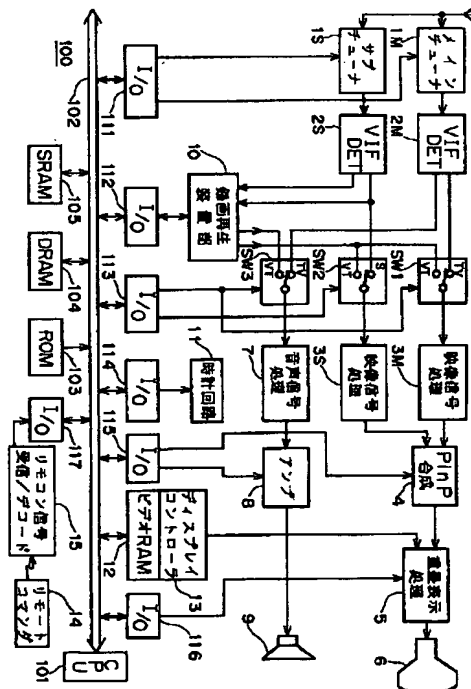 メイン
チューナ
1M
サブ
チューナ
1S
VIF
DET
2M
VIF
DET
2S
TV
VT
SW1
S
VT
SW2
TV
VT
SW3
映像信号
処理
3M
映像信号
処理
3S
音声信号
処理
7
PinP
合成
4
アンプ
8
重畳表示
処理
5
6
9
録画再生
装置部
10
時計回路
11
ディスプレイ
コントローラ
13
ビデオRAM
12
I/O
111
I/O
112
I/O
113
I/O
114
I/O
115
I/O
116
100
102
SRAM
105
DRAM
104
ROM
103
I/O
117
リモコン信号
受信/デコード
15
リモート
コマンダ
14
CPU
101